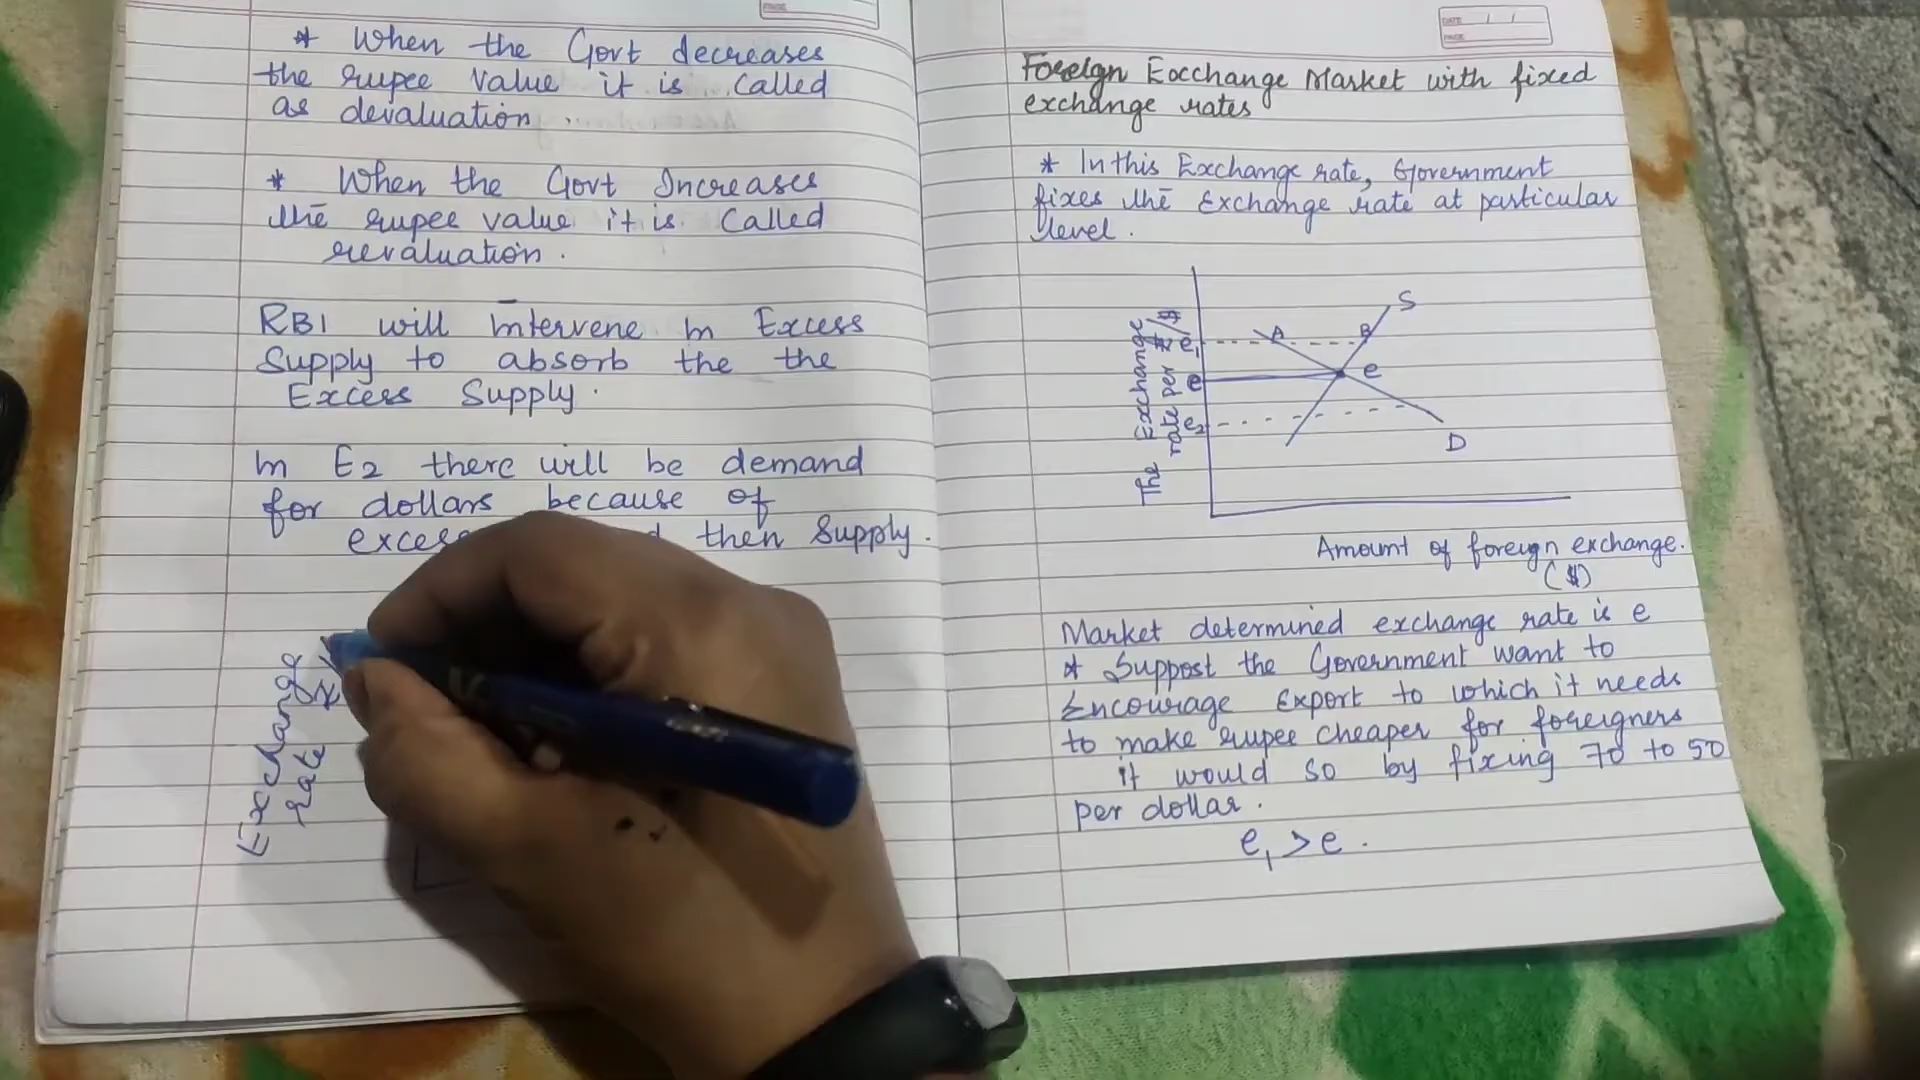 * When the Govt decreases
the rupee value it is called
as devaluation.
* When the Govt Increases
the rupee value it is called
revaluation.
RBI will intervene in Excess
Supply to absorb the the
Excess Supply.
In E2 there will be demand
for dollars because of
then Supply.
Exchange
rate
DATE / /
PAGE
Foreign Exchange Market with fixed
exchange rates
* In this Exchange rate, Government
fixes the Exchange rate at particular
level.
The Exchange
rate per ₹/$
S
A
B
e1
e
e
e2
D
Amount of foreign exchange.
($)
Market determined exchange rate is e
* Suppost the Government want to
Encourage Export to which it needs
to make rupee cheaper for foreigners
it would so by fixing 70 to 50
per dollar.
e1 > e.